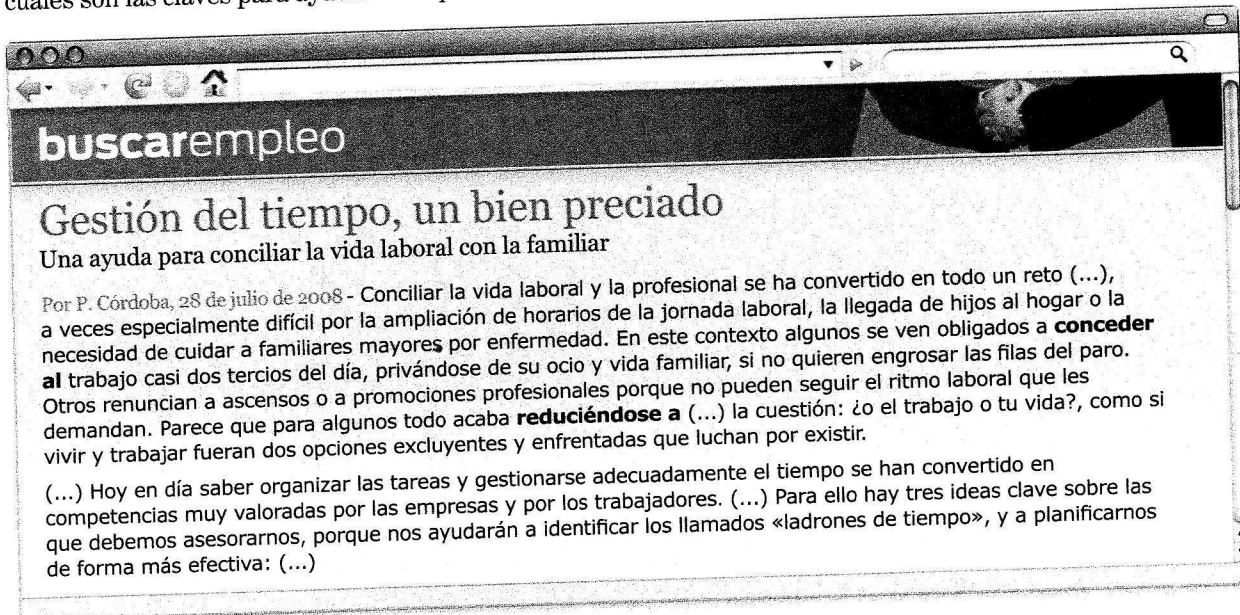 cuáles son las claves para
buscarempleo
Gestión del tiempo, un bien preciado
Una ayuda para conciliar la vida laboral con la familiar
Por P. Córdoba, 28 de julio de 2008 - Conciliar la vida laboral y la profesional se ha convertido en todo un reto (...),
a veces especialmente difícil por la ampliación de horarios de la jornada laboral, la llegada de hijos al hogar o la
necesidad de cuidar a familiares mayores por enfermedad. En este contexto algunos se ven obligados a conceder
al trabajo casi dos tercios del día, privándose de su ocio y vida familiar, si no quieren engrosar las filas del paro.
Otros renuncian a ascensos o a promociones profesionales porque no pueden seguir el ritmo laboral que les
demandan. Parece que para algunos todo acaba reduciéndose a (...) la cuestión: ¿o el trabajo o tu vida?, como si
vivir y trabajar fueran dos opciones excluyentes y enfrentadas que luchan por existir.
(...) Hoy en día saber organizar las tareas y gestionarse adecuadamente el tiempo se han convertido en
competencias muy valoradas por las empresas y por los trabajadores. (...) Para ello hay tres ideas clave sobre las
que debemos asesorarnos, porque nos ayudarán a identificar los llamados «ladrones de tiempo», y a planificarnos
de forma más efectiva: (...)